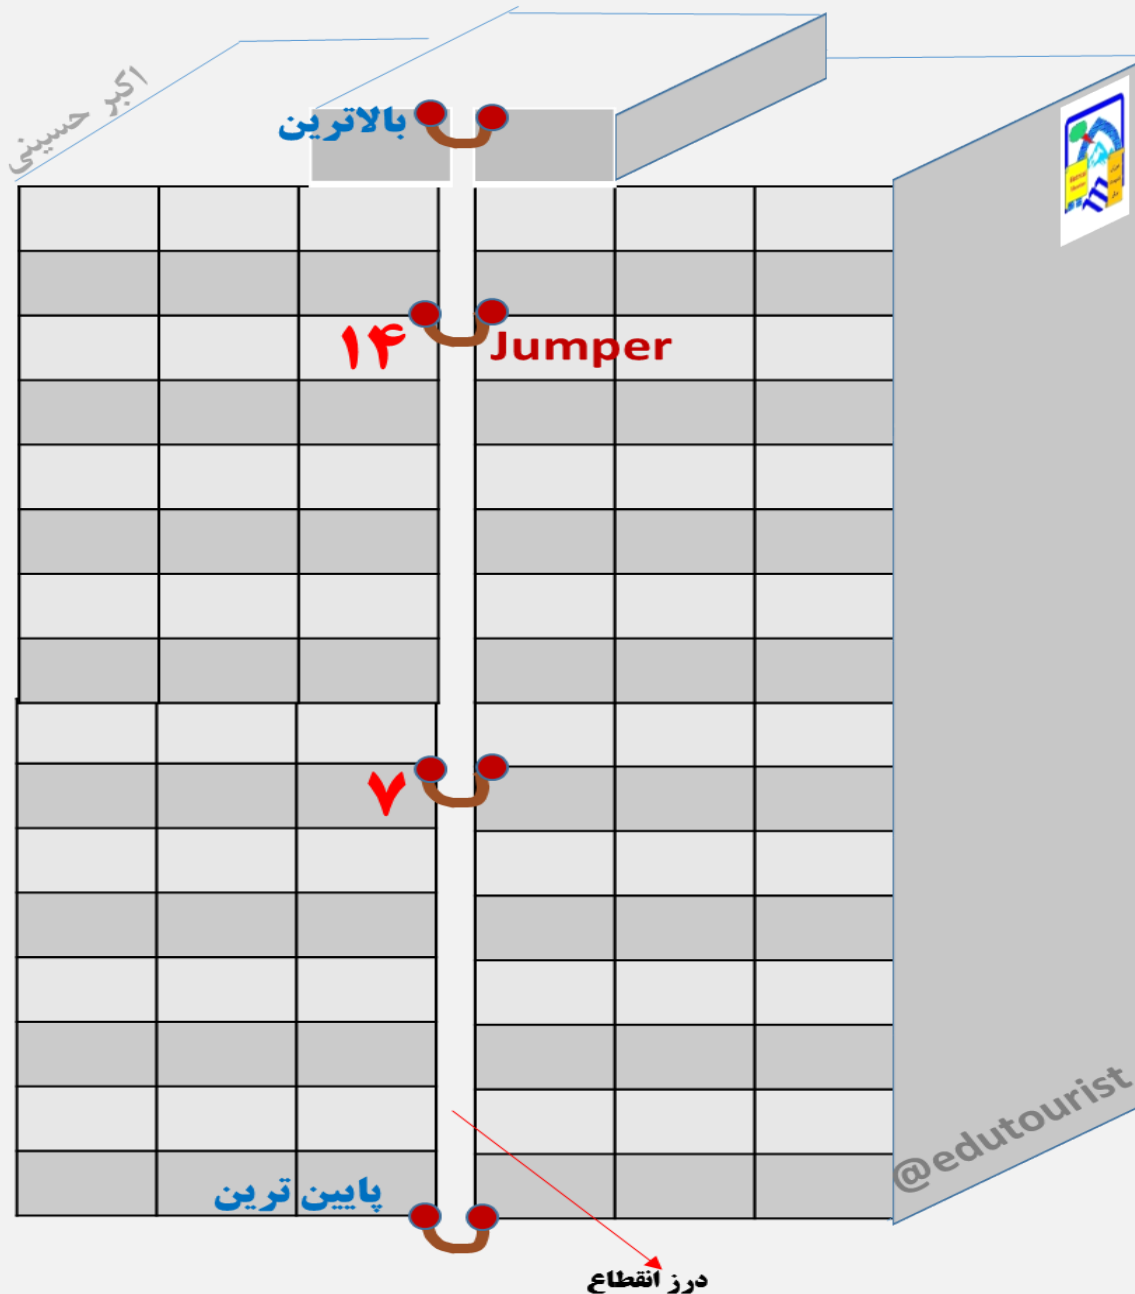 اکبر حسینی
بالاترین
۱۴
Jumper
۷
@edutourist
پایین ترین
درز انقطاع